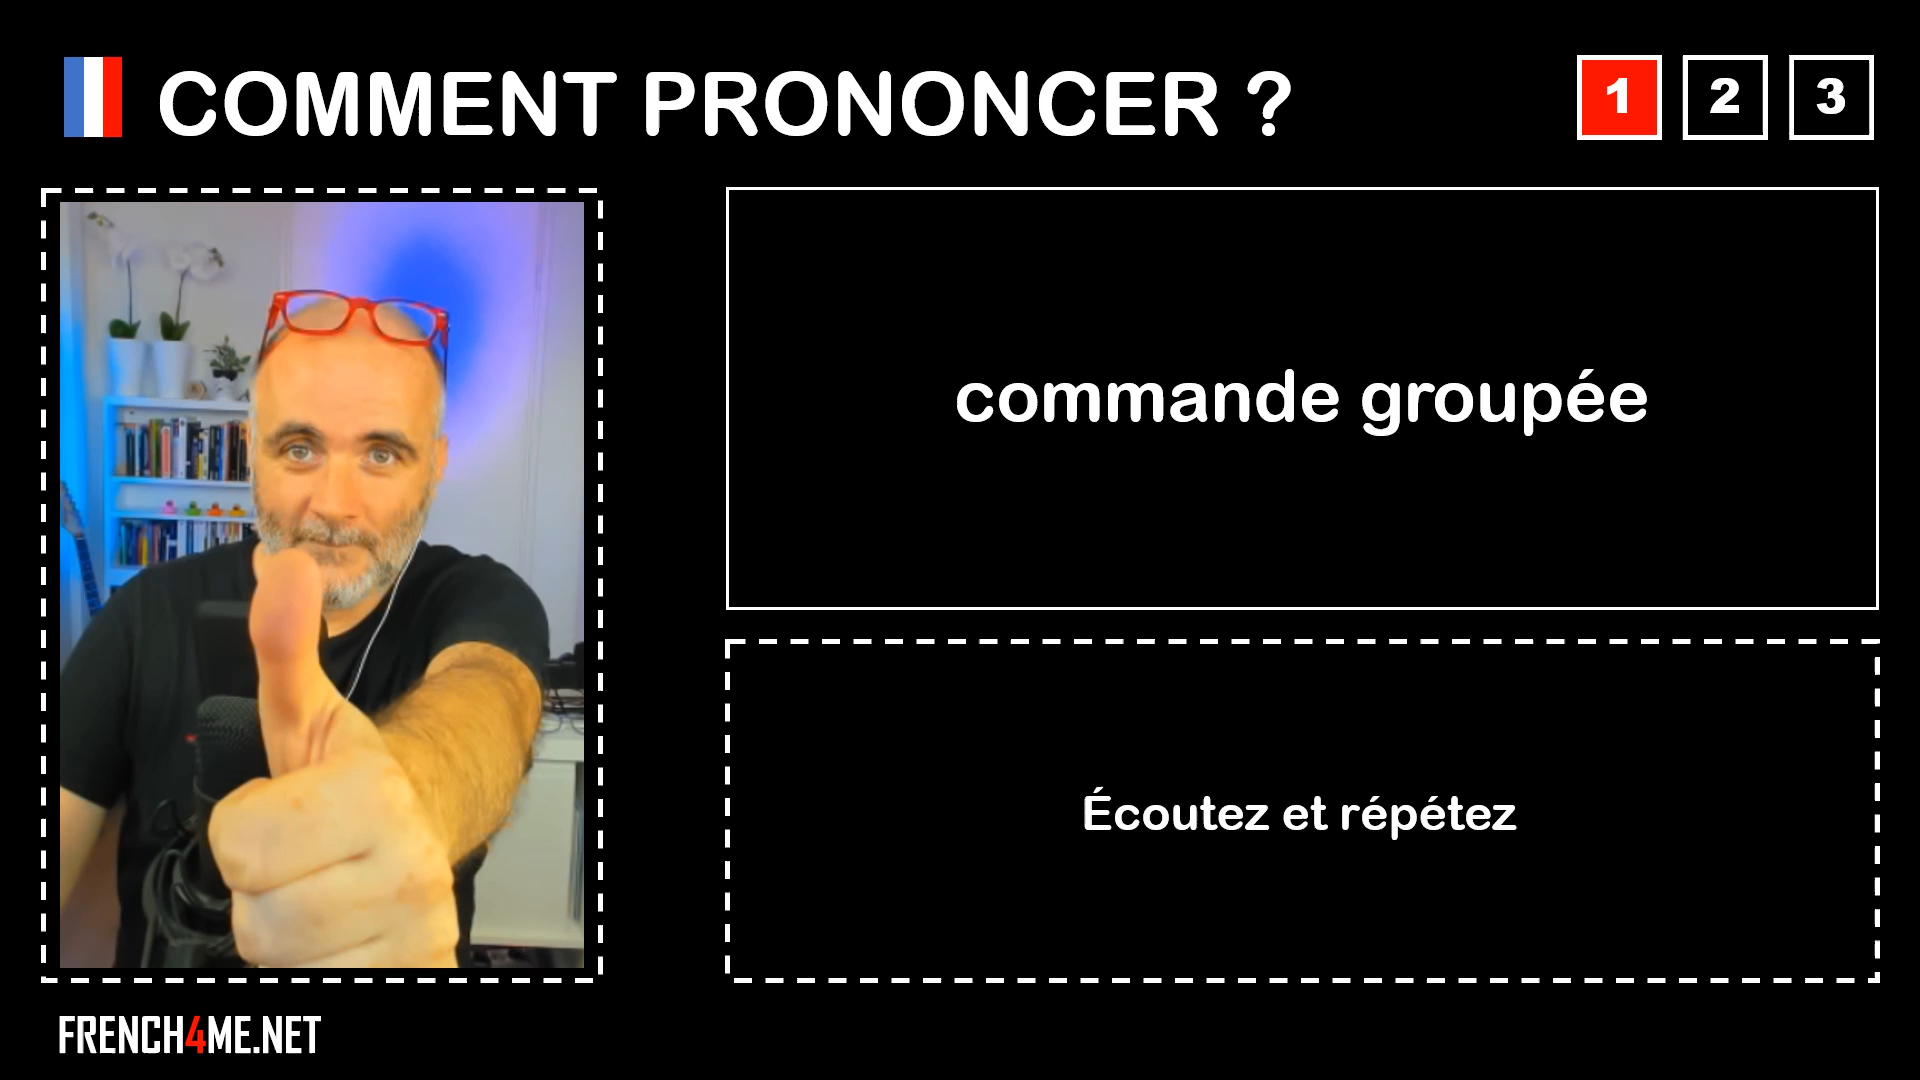 COMMENT PRONONCER ?
1 2 3
commande groupée
Écoutez et répétez
FRENCH4ME.NET